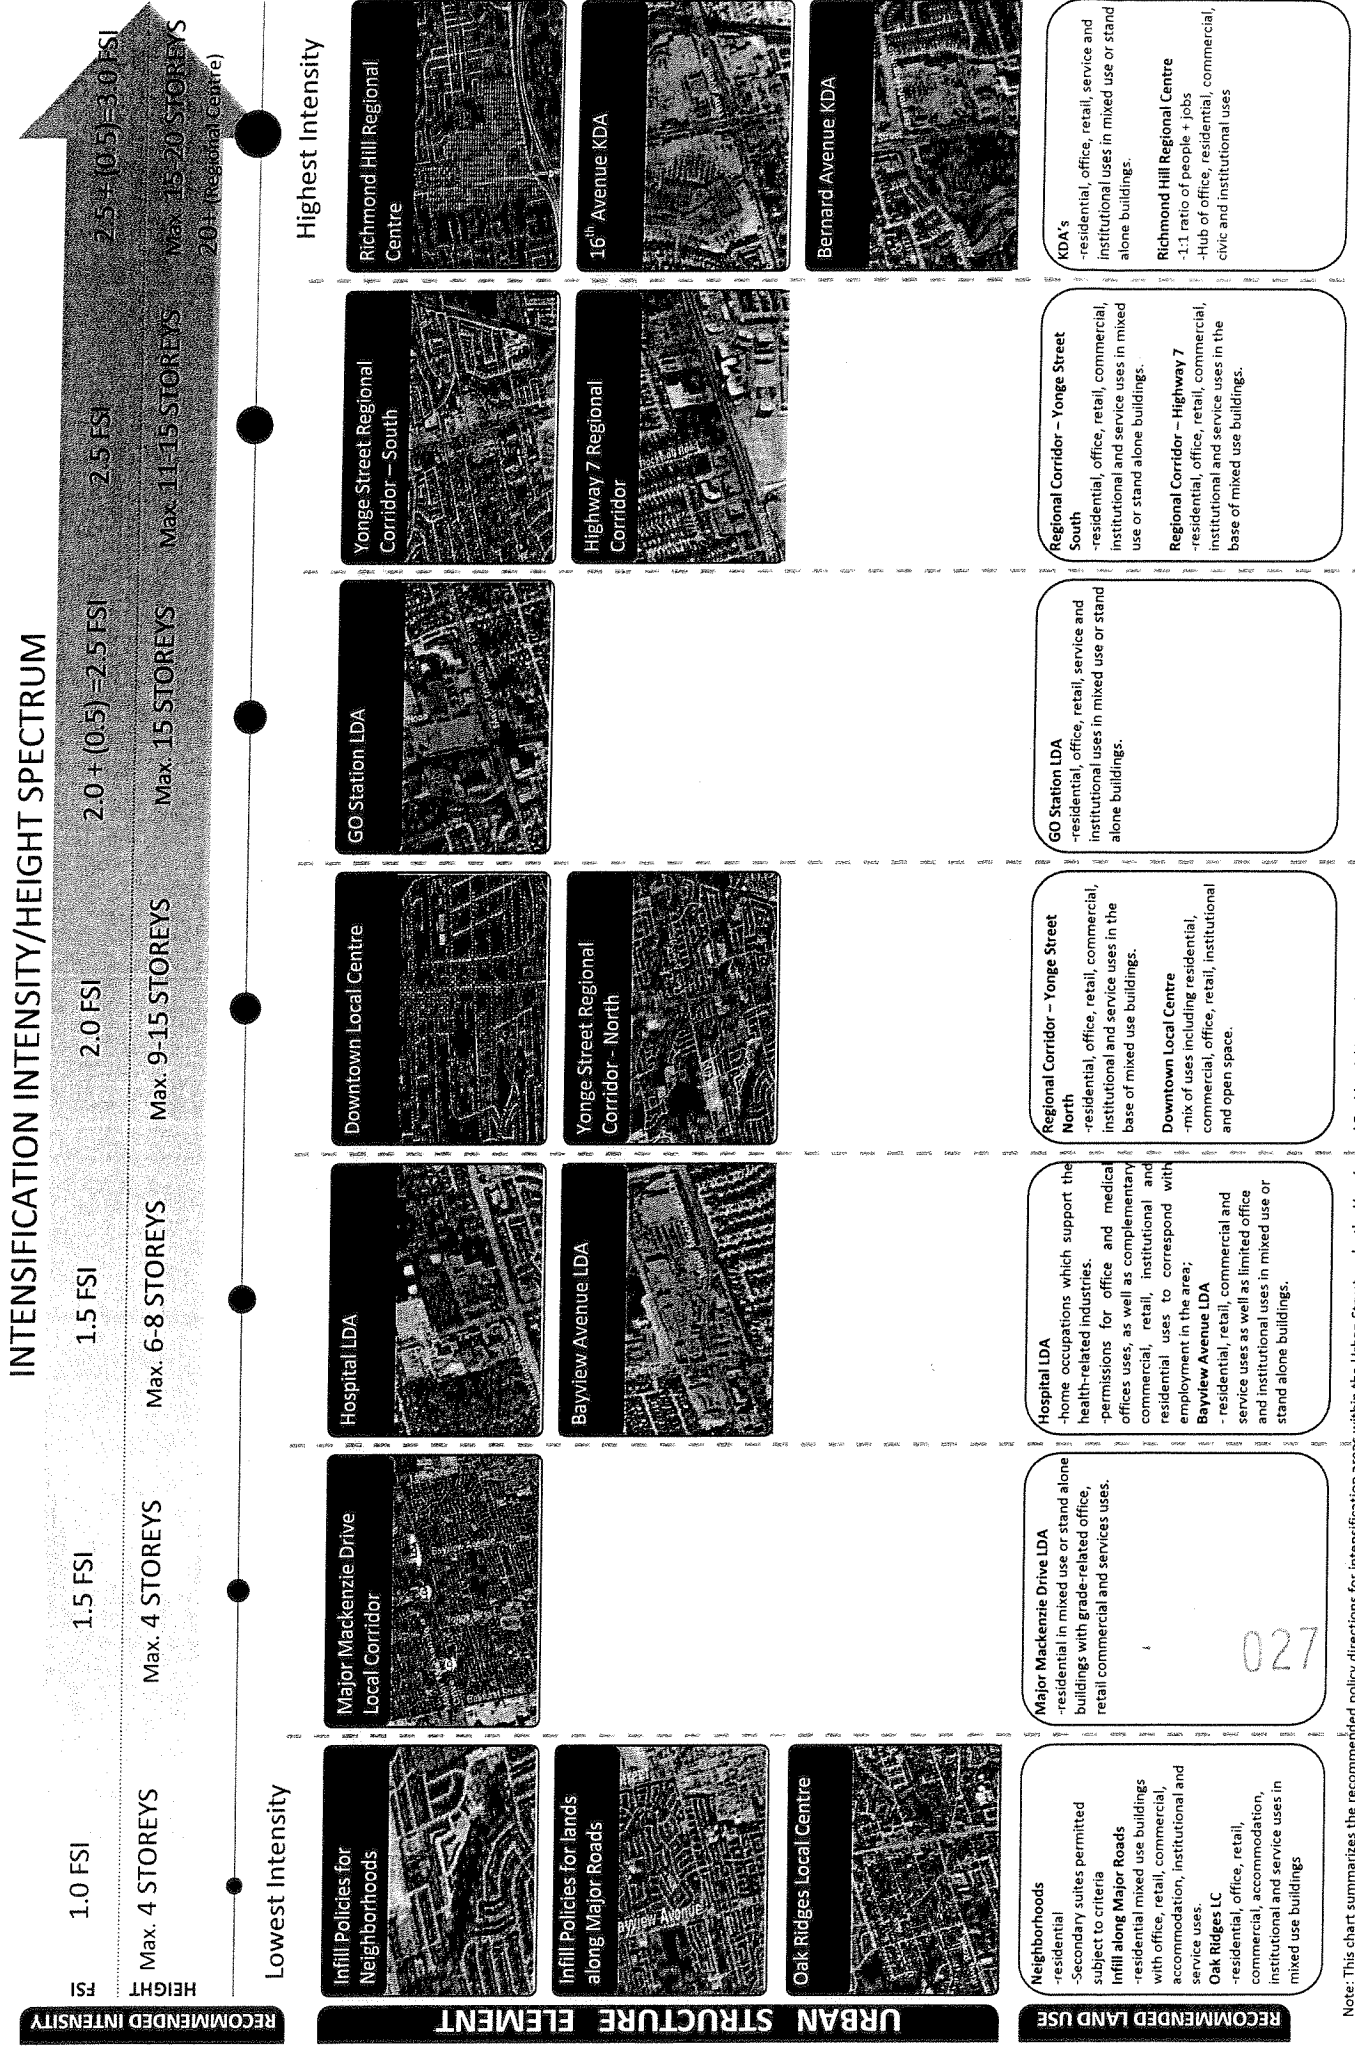 INTENSIFICATION INTENSITY/HEIGHT SPECTRUM
RECOMMENDED INTENSITY
FSI
1.0 FSI
1.5 FSI
1.5 FSI
2.0 FSI
2.0 + (0.5) =2.5 FSI
2.5 FSI
2.5 + (0.5) =3.0 FSI
HEIGHT
Max. 4 STOREYS
Max. 4 STOREYS
Max. 6-8 STOREYS
Max. 9-15 STOREYS
Max. 15 STOREYS
Max. 11-15 STOREYS
Max. 15-20 STOREYS
20+ (Regional Centre)
Lowest Intensity
Highest Intensity
URBAN STRUCTURE ELEMENT
Infill Policies for
Neighborhoods
Infill Policies for lands
along Major Roads
Bayview Avenue
Oak Ridges Local Centre
Major Mackenzie Drive
Local Corridor
Hospital LDA
Bayview Avenue LDA
Downtown Local Centre
Yonge Street Regional
Corridor - North
GO Station LDA
Yonge Street Regional
Corridor – South
Highway 7 Regional
Corridor
Richmond Hill Regional
Centre
16th Avenue KDA
Bernard Avenue KDA
RECOMMENDED LAND USE
Neighborhoods
-residential
-Secondary suites permitted
subject to criteria
Infill along Major Roads
-residential mixed use buildings
with office, retail, commercial,
accommodation, institutional and
service uses.
Oak Ridges LC
-residential, office, retail,
commercial, accommodation,
institutional and service uses in
mixed use buildings
Major Mackenzie Drive LDA
-residential in mixed use or stand alone
buildings with grade-related office,
retail commercial and services uses.
027
Hospital LDA
-home occupations which support the
health-related industries.
-permissions for office and medical
offices uses, as well as complementary
commercial, retail, institutional and
residential uses to correspond with
employment in the area;
Bayview Avenue LDA
- residential, retail, commercial and
service uses as well as limited office
and institutional uses in mixed use or
stand alone buildings.
Regional Corridor – Yonge Street
North
-residential, office, retail, commercial,
institutional and service uses in the
base of mixed use buildings.
Downtown Local Centre
-mix of uses including residential,
commercial, office, retail, institutional
and open space.
GO Station LDA
-residential, office, retail, service and
institutional uses in mixed use or stand
alone buildings.
Regional Corridor – Yonge Street
South
-residential, office, retail, commercial,
institutional and service uses in mixed
use or stand alone buildings.
Regional Corridor – Highway 7
-residential, office, retail, commercial,
institutional and service uses in the
base of mixed use buildings.
KDA's
-residential, office, retail, service and
institutional uses in mixed use or stand
alone buildings.
Richmond Hill Regional Centre
-1:1 ratio of people + jobs
-Hub of office, residential, commercial,
civic and institutional uses
Note: This chart summarizes the recommended policy directions for intensification areas within the Urban Structure